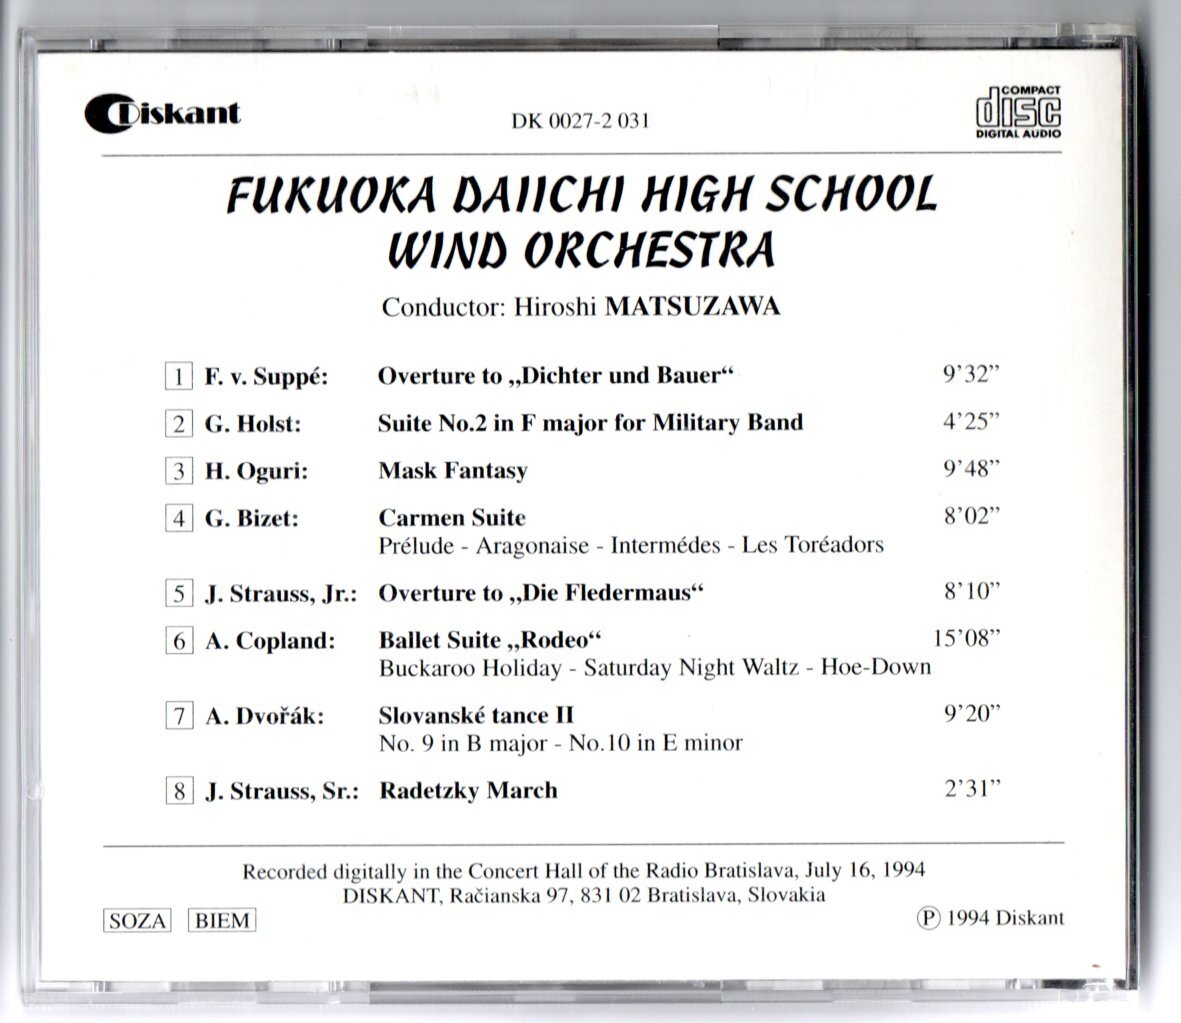 Diskant
DK 0027-2 031
COMPACT
disc
DIGITAL AUDIO
FUKUOKA DAIICHI HIGH SCHOOL
WIND ORCHESTRA
Conductor: Hiroshi MATSUZAWA
1 F. v. Suppé: Overture to „Dichter und Bauer“ 9’32”
2 G. Holst: Suite No.2 in F major for Military Band 4’25”
3 H. Oguri: Mask Fantasy 9’48”
4 G. Bizet: Carmen Suite 8’02”
Prélude - Aragonaise - Intermédes - Les Toréadors
5 J. Strauss, Jr.: Overture to „Die Fledermaus“ 8’10”
6 A. Copland: Ballet Suite „Rodeo“ 15’08”
Buckaroo Holiday - Saturday Night Waltz - Hoe-Down
7 A. Dvořák: Slovanské tance II 9’20”
No. 9 in B major - No.10 in E minor
8 J. Strauss, Sr.: Radetzky March 2’31”
Recorded digitally in the Concert Hall of the Radio Bratislava, July 16, 1994
DISKANT, Račianska 97, 831 02 Bratislava, Slovakia
SOZA BIEM
Ⓟ 1994 Diskant